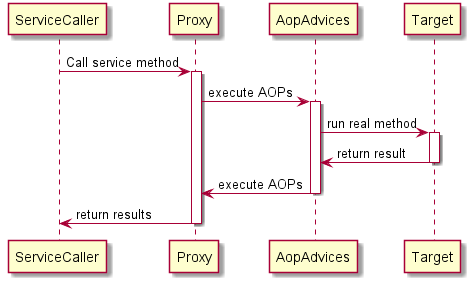 ServiceCaller Proxy AopAdvices Target
Call service method
execute AOPs
run real method
return result
execute AOPs
return results
ServiceCaller Proxy AopAdvices Target